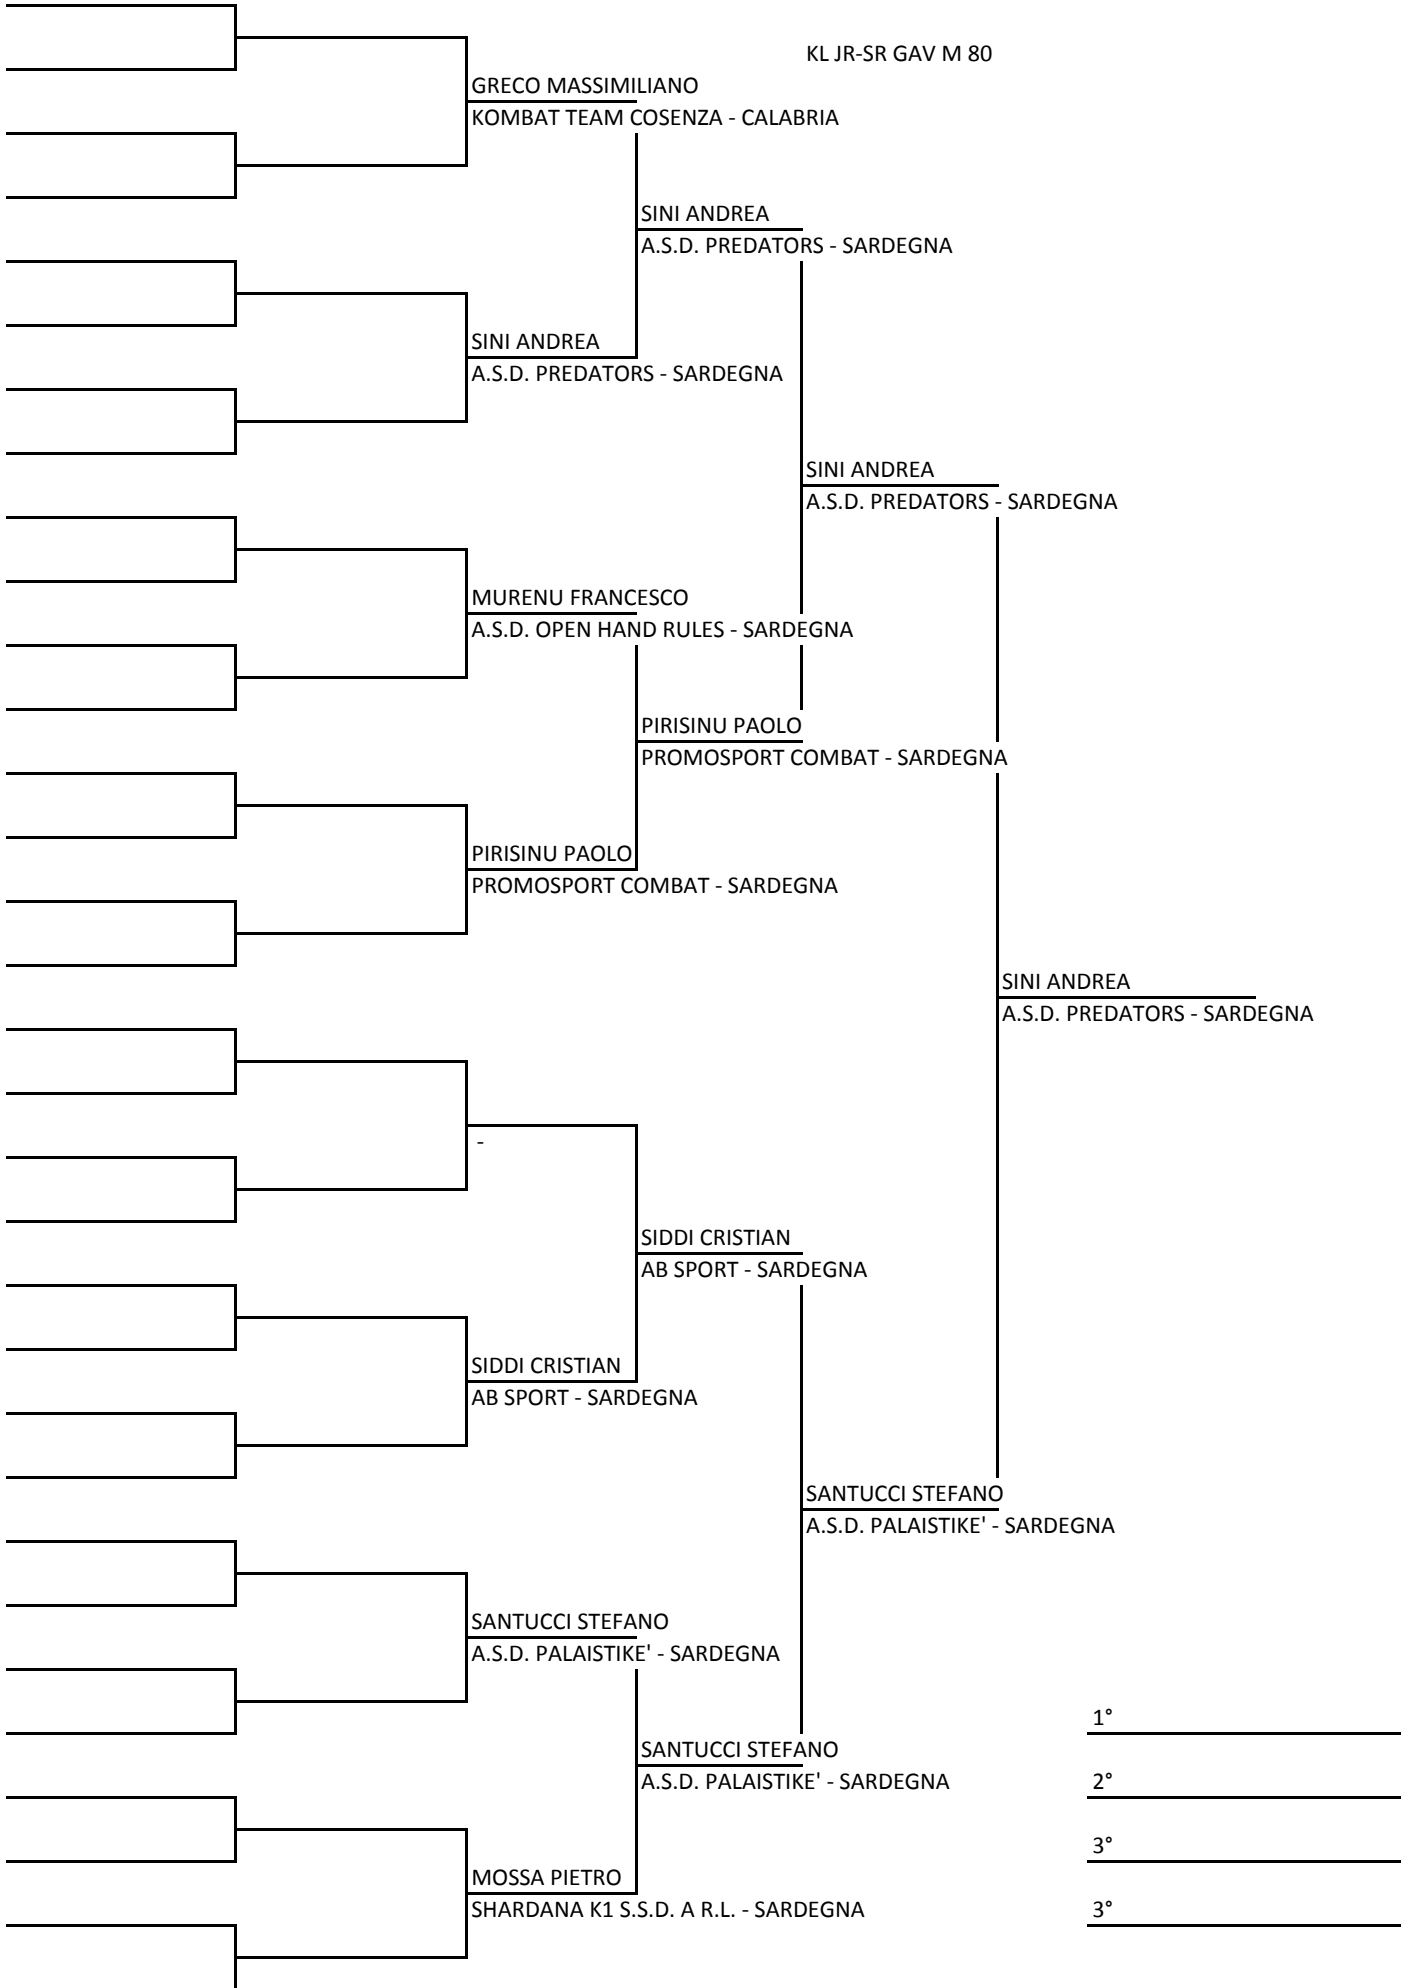 KL JR-SR GAV M 80
GRECO MASSIMILIANO
KOMBAT TEAM COSENZA - CALABRIA
SINI ANDREA
A.S.D. PREDATORS - SARDEGNA
SINI ANDREA
A.S.D. PREDATORS - SARDEGNA
SINI ANDREA
A.S.D. PREDATORS - SARDEGNA
MURENU FRANCESCO
A.S.D. OPEN HAND RULES - SARDEGNA
PIRISINU PAOLO
PROMOSPORT COMBAT - SARDEGNA
PIRISINU PAOLO
PROMOSPORT COMBAT - SARDEGNA
SINI ANDREA
A.S.D. PREDATORS - SARDEGNA
-
SIDDI CRISTIAN
AB SPORT - SARDEGNA
SIDDI CRISTIAN
AB SPORT - SARDEGNA
SANTUCCI STEFANO
A.S.D. PALAISTIKE' - SARDEGNA
SANTUCCI STEFANO
A.S.D. PALAISTIKE' - SARDEGNA
1°
SANTUCCI STEFANO
A.S.D. PALAISTIKE' - SARDEGNA
2°
3°
MOSSA PIETRO
SHARDANA K1 S.S.D. A R.L. - SARDEGNA
3°